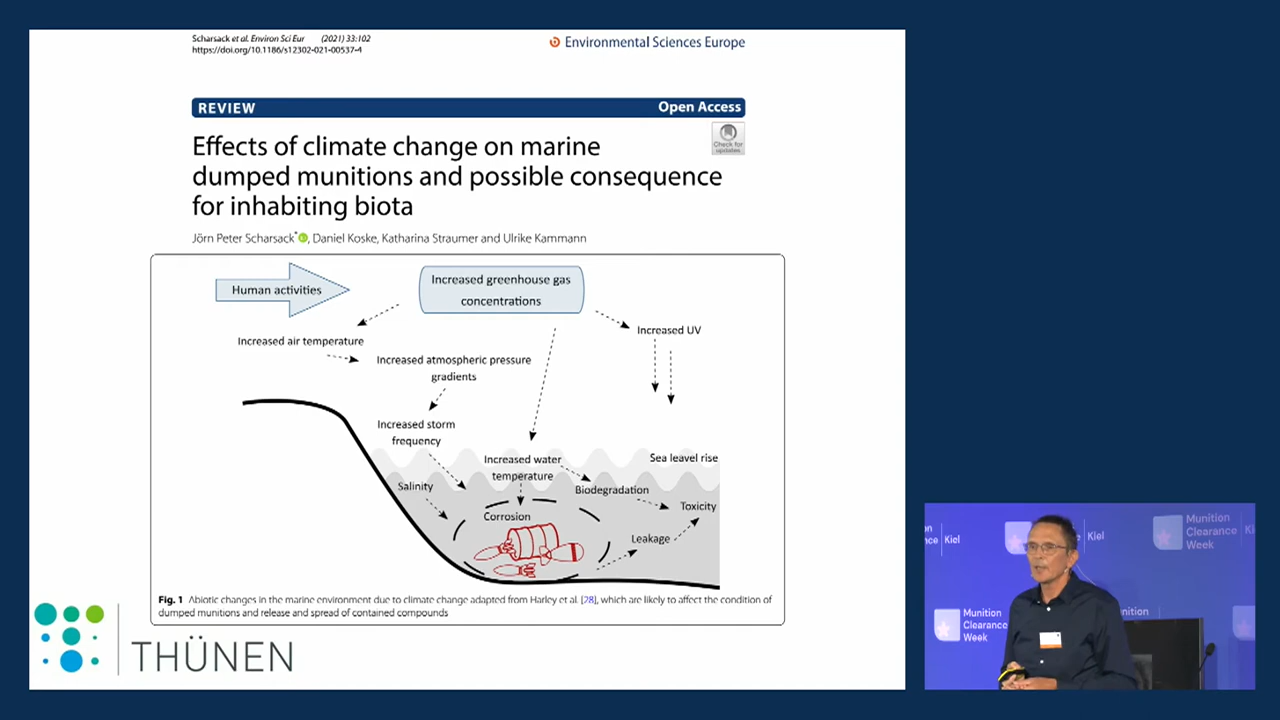 Scharsack et al. Environ Sci Eur (2021) 33:102
https://doi.org/10.1186/s12302-021-00537-4
Environmental Sciences Europe
REVIEW
Open Access
Check for
updates
Effects of climate change on marine
dumped munitions and possible consequence
for inhabiting biota
Jörn Peter Scharsack*, Daniel Koske, Katharina Straumer and Ulrike Kammann
Human activities
Increased greenhouse gas
concentrations
Increased UV
Increased air temperature
Increased atmospheric pressure
gradients
Increased storm
frequency
Increased water
temperature
Sea leavel rise
Salinity
Biodegradation
Toxicity
Corrosion
Leakage
Fig. 1 Abiotic changes in the marine environment due to climate change adapted from Harley et al. [28], which are likely to affect the condition of
dumped munitions and release and spread of contained compounds
THÜNEN
Kiel
Kiel
Munition
Clearance
Week
Munition
Clearance
Week